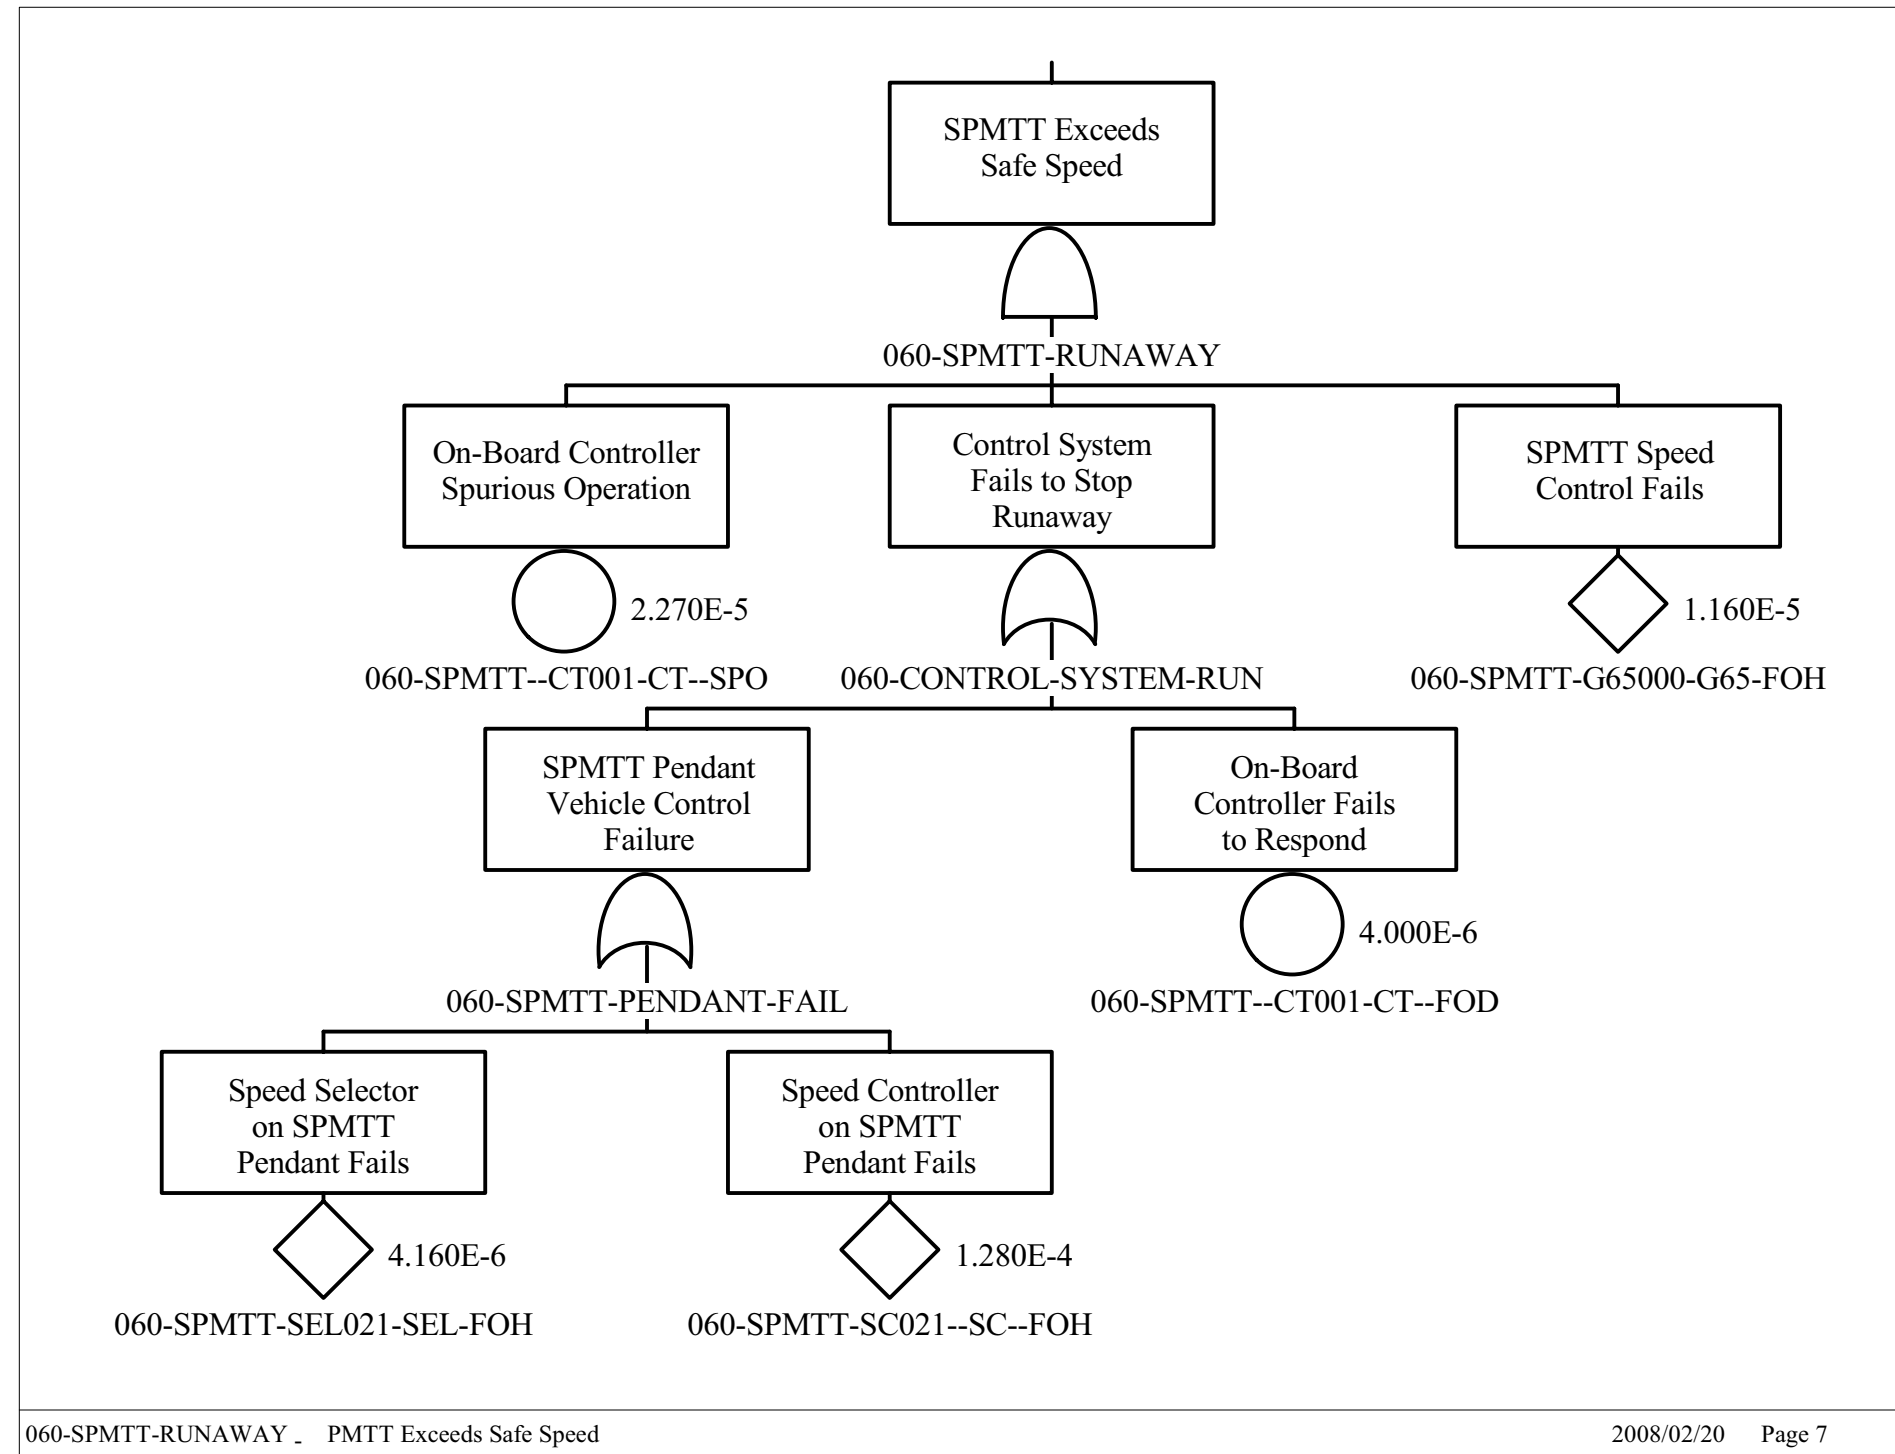 SPMTT Exceeds
Safe Speed
060-SPMTT-RUNAWAY
On-Board Controller
Spurious Operation
2.270E-5
060-SPMTT--CT001-CT--SPO
Control System
Fails to Stop
Runaway
060-CONTROL-SYSTEM-RUN
SPMTT Speed
Control Fails
1.160E-5
060-SPMTT-G65000-G65-FOH
SPMTT Pendant
Vehicle Control
Failure
060-SPMTT-PENDANT-FAIL
On-Board
Controller Fails
to Respond
4.000E-6
060-SPMTT--CT001-CT--FOD
Speed Selector
on SPMTT
Pendant Fails
4.160E-6
060-SPMTT-SEL021-SEL-FOH
Speed Controller
on SPMTT
Pendant Fails
1.280E-4
060-SPMTT-SC021--SC--FOH
060-SPMTT-RUNAWAY - PMTT Exceeds Safe Speed 2008/02/20 Page 7